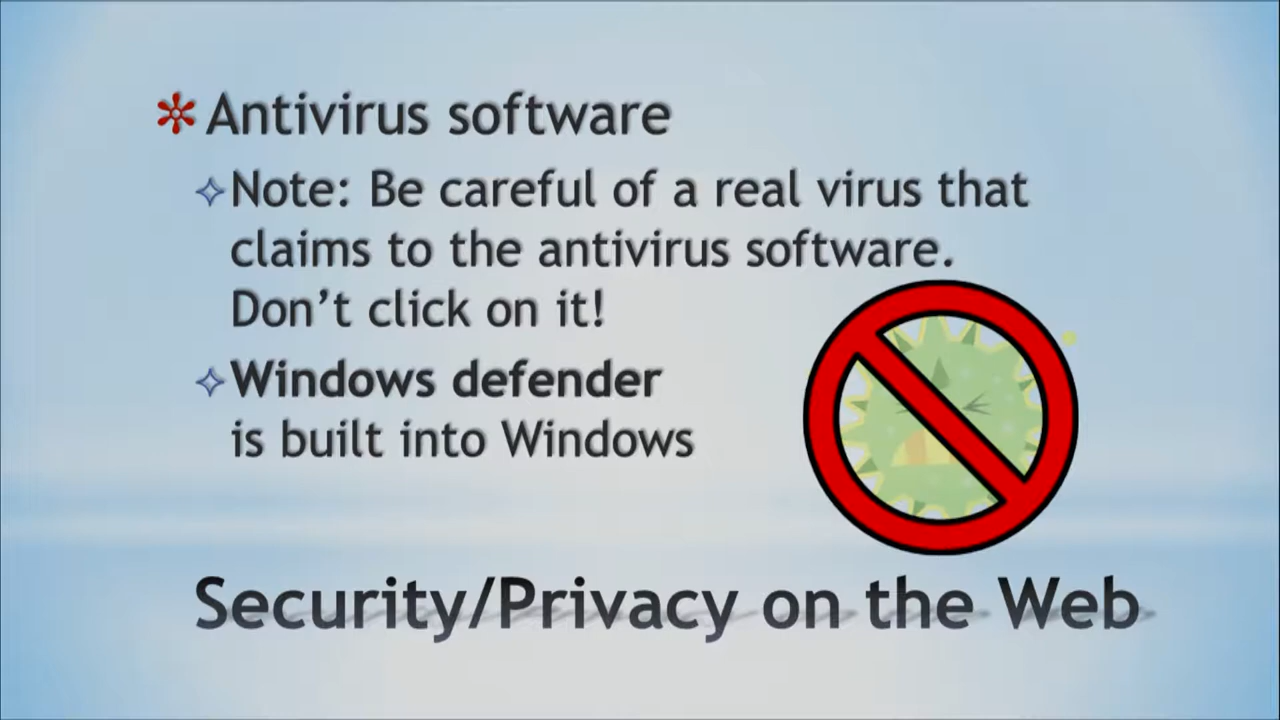 Antivirus software
Note: Be careful of a real virus that
claims to the antivirus software.
Don't click on it!
Windows defender
is built into Windows
Security/Privacy on the Web